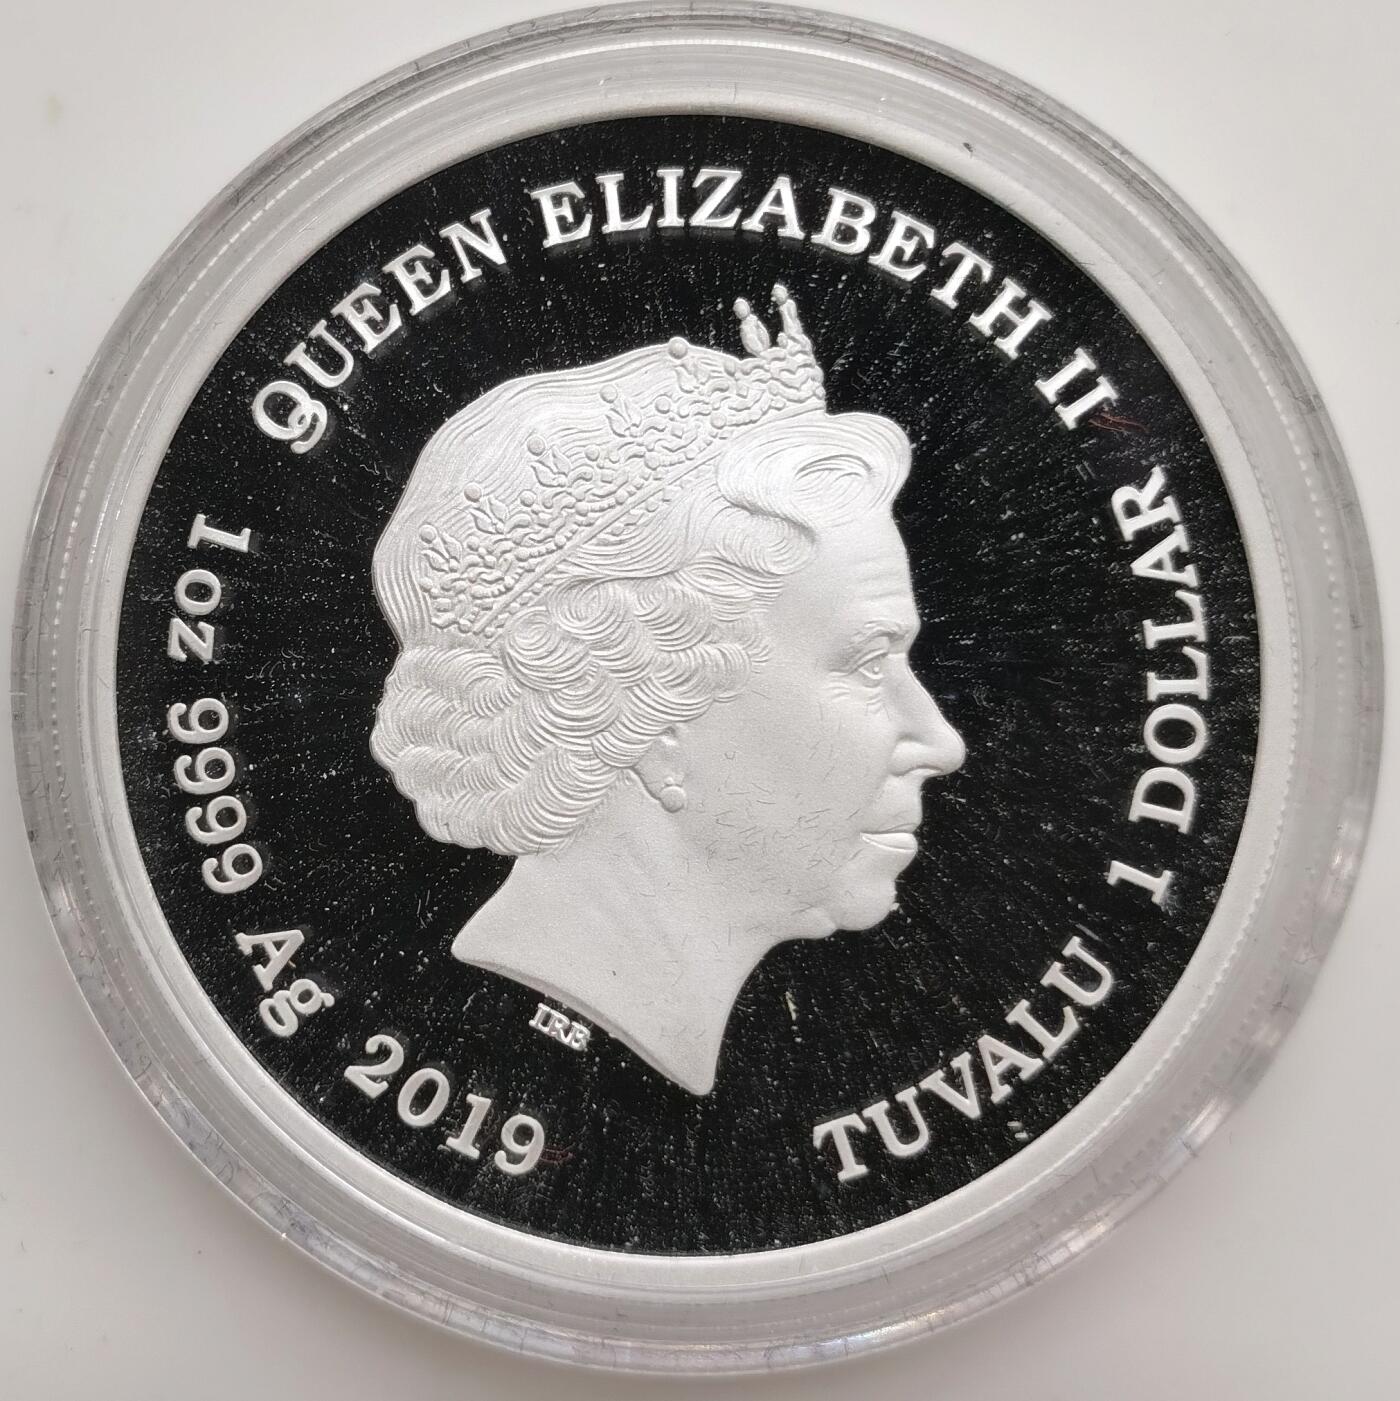 QUEEN ELIZABETH II
1 DOLLAR
TUVALU
1 oz 9999 Ag 2019
IRB